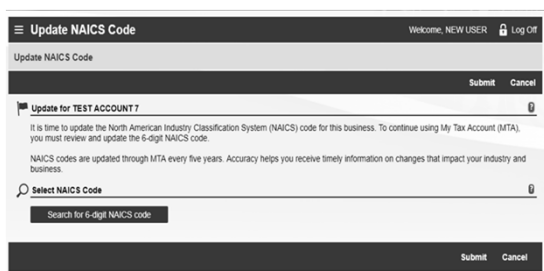 Update NAICS Code
Welcome, NEW USER
Log Off
Update NAICS Code
Submit Cancel
Update for TEST ACCOUNT 7
It is time to update the North American Industry Classification System (NAICS) code for this business. To continue using My Tax Account (MTA),
you must review and update the 6-digit NAICS code.
NAICS codes are updated through MTA every five years. Accuracy helps you receive timely information on changes that impact your industry and
business.
Select NAICS Code
Search for 6-digit NAICS code
Submit Cancel